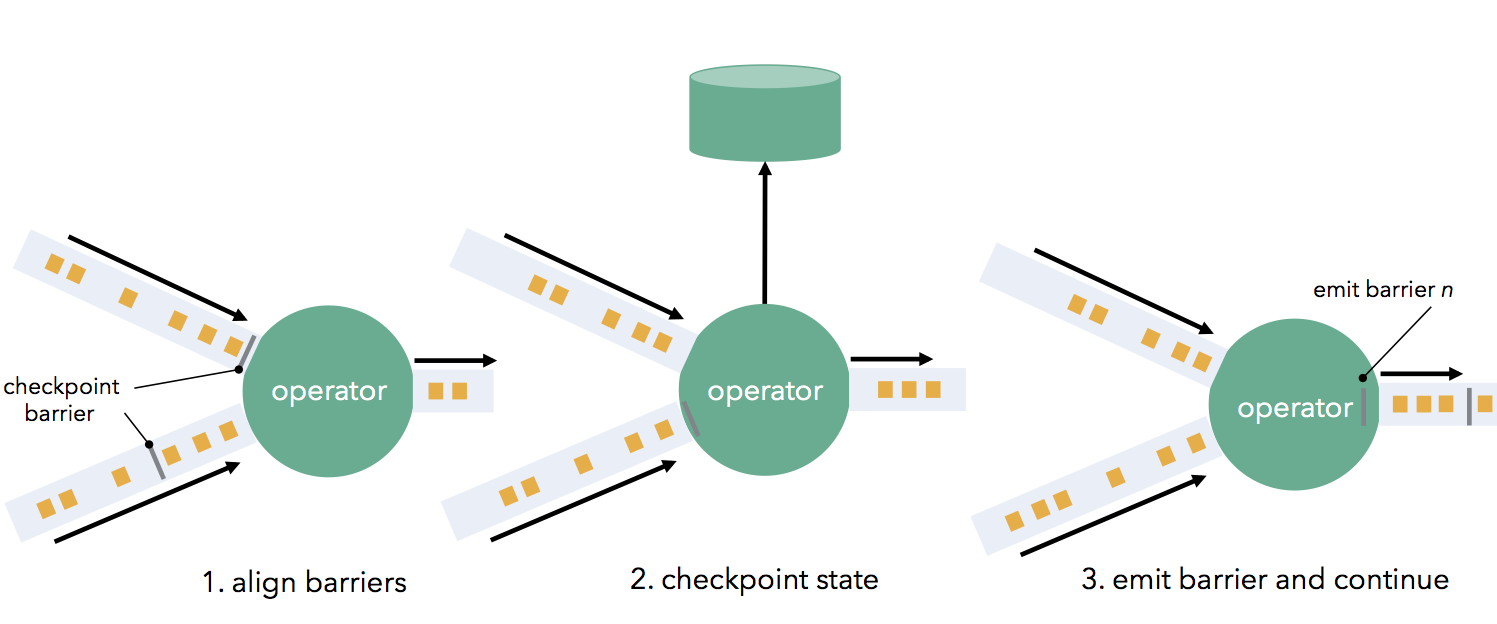 emit barrier n
checkpoint
barrier
operator
operator
operator
1. align barriers
2. checkpoint state
3. emit barrier and continue